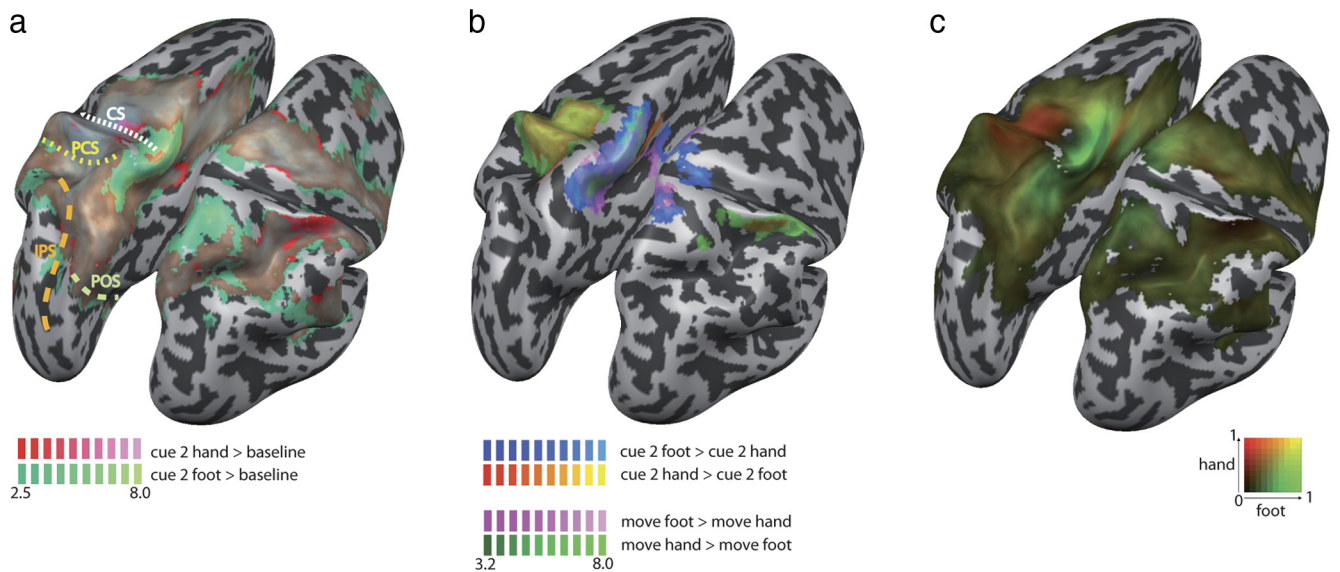 a
CS
PCS
IPS
POS
cue 2 hand > baseline
cue 2 foot > baseline
2.5 8.0
b
cue 2 foot > cue 2 hand
cue 2 hand > cue 2 foot
move foot > move hand
move hand > move foot
3.2 8.0
c
1
hand
0 1
foot